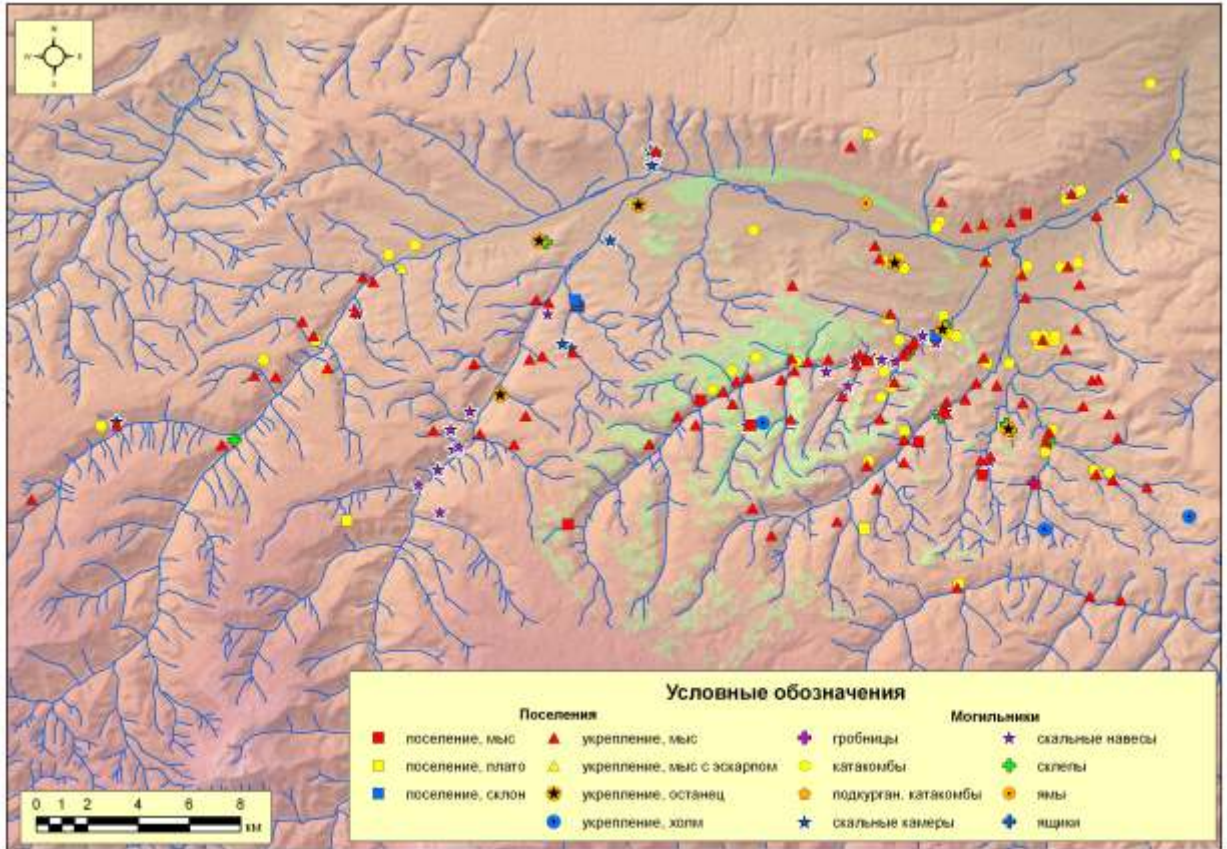 N
W E
S
Условные обозначения
Поселения
поселение, мыс
поселение, плато
поселение, склон
укрепление, мыс
укрепление, мыс с эскарпом
укрепление, останец
укрепление, холм
Могильники
гробницы
катакомбы
подкурган. катакомбы
скальные камеры
скальные навесы
склепы
ямы
ящики
0 1 2 4 6 8
км